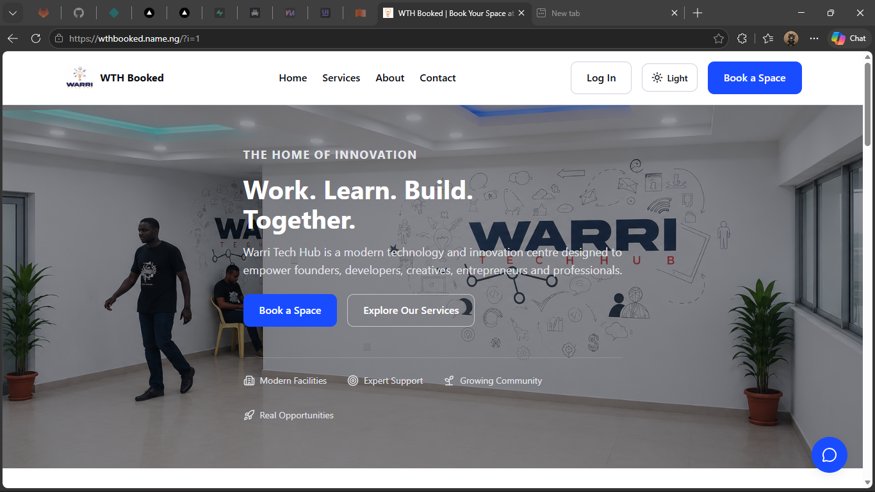 WTH Booked | Book Your Space at
New tab
https://wthbooked.name.ng/?i=1
Chat
WARRI
WTH Booked
Home
Services
About
Contact
Log In
Light
Book a Space
THE HOME OF INNOVATION
Work. Learn. Build.
Together.
WARRI
TECH HUB
Warri Tech Hub is a modern technology and innovation centre designed to
empower founders, developers, creatives, entrepreneurs and professionals.
Book a Space
Explore Our Services
Modern Facilities
Expert Support
Growing Community
Real Opportunities